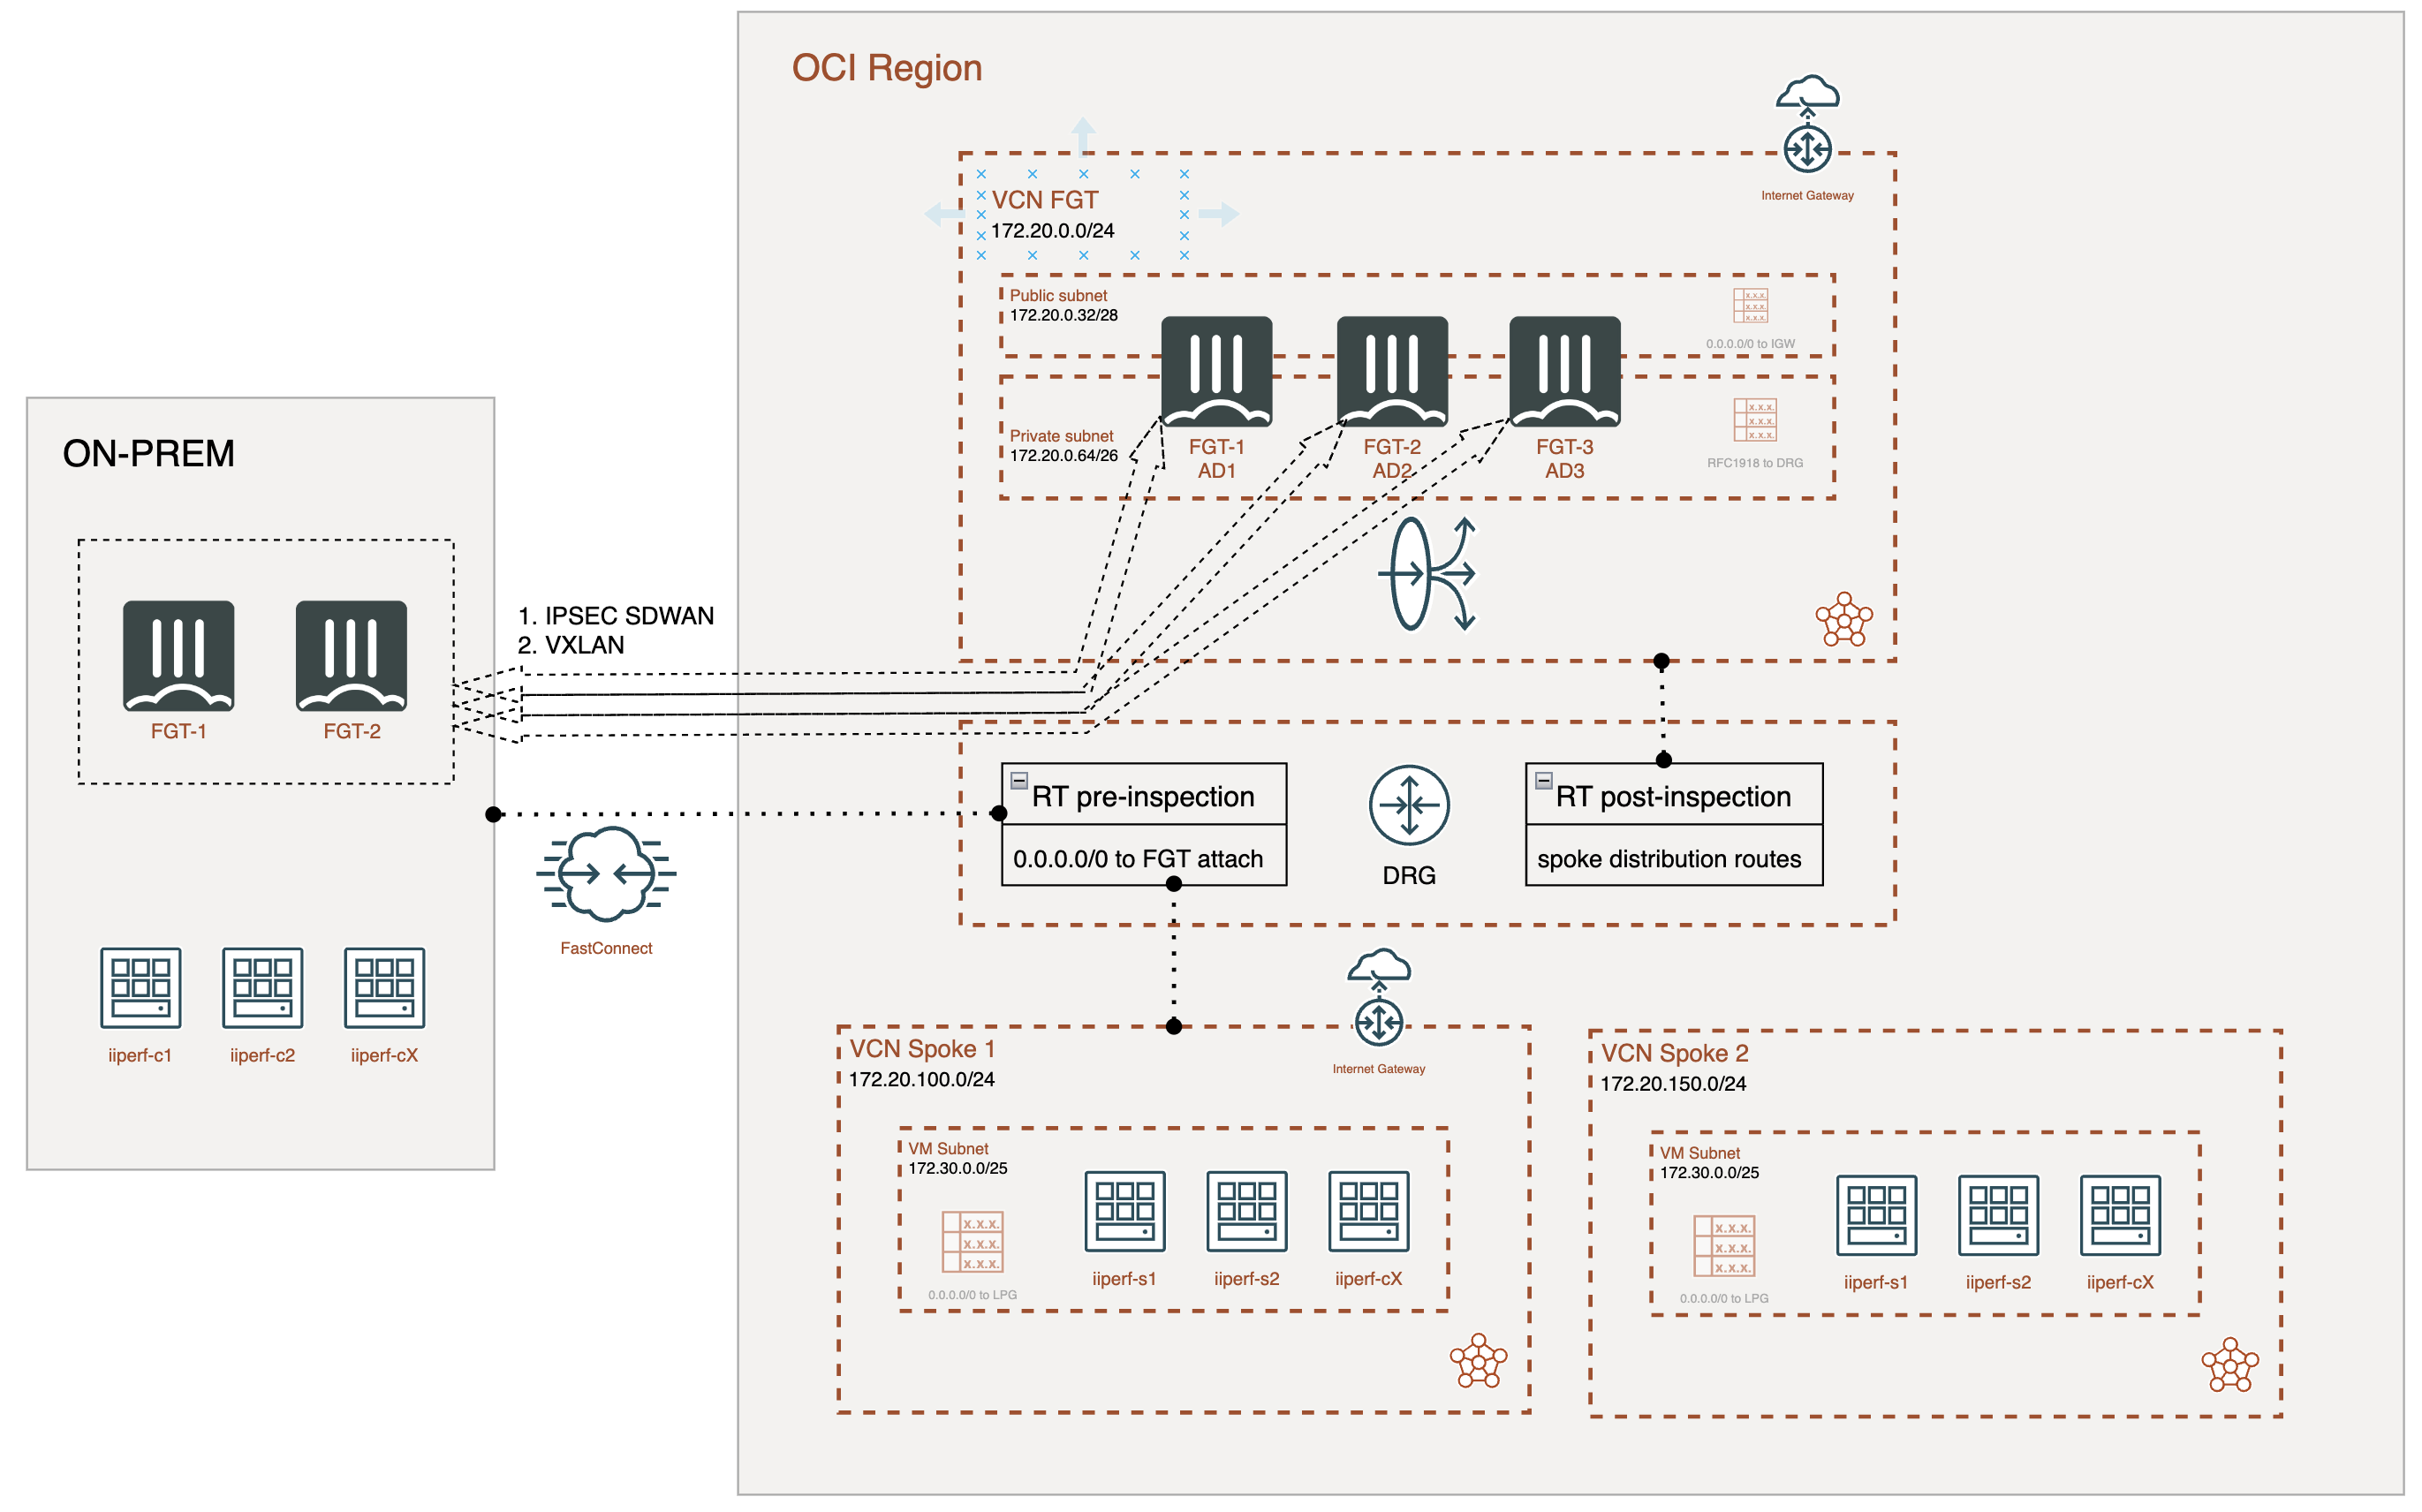 OCI Region
Internet Gateway
VCN FGT
172.20.0.0/24
Public subnet
172.20.0.32/28
x.x.x.
x.x.x.
x.x.x.
0.0.0.0/0 to IGW
Private subnet
172.20.0.64/26
FGT-1
AD1
FGT-2
AD2
FGT-3
AD3
x.x.x.
x.x.x.
x.x.x.
RFC1918 to DRG
ON-PREM
FGT-1
FGT-2
1. IPSEC SDWAN
2. VXLAN
FastConnect
iiperf-c1
iiperf-c2
iiperf-cX
RT pre-inspection
0.0.0.0/0 to FGT attach
DRG
RT post-inspection
spoke distribution routes
Internet Gateway
VCN Spoke 1
172.20.100.0/24
VM Subnet
172.30.0.0/25
x.x.x.
x.x.x.
x.x.x.
0.0.0.0/0 to LPG
iiperf-s1
iiperf-s2
iiperf-cX
VCN Spoke 2
172.20.150.0/24
VM Subnet
172.30.0.0/25
x.x.x.
x.x.x.
x.x.x.
0.0.0.0/0 to LPG
iiperf-s1
iiperf-s2
iiperf-cX